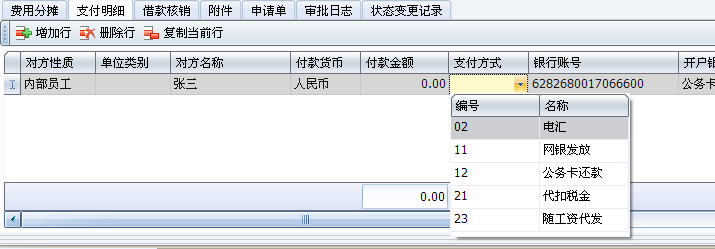 费用分摊 支付明细 借款核销 附件 申请单 审批日志 状态变更记录
增加行 删除行 复制当前行
对方性质 单位类别 对方名称 付款货币 付款金额 支付方式 银行账号
内部员工 张三 人民币 0.00 6282680017066600 公务卡
编号 名称
02 电汇
11 网银发放
12 公务卡还款
21 代扣税金
0.00
23 随工资代发